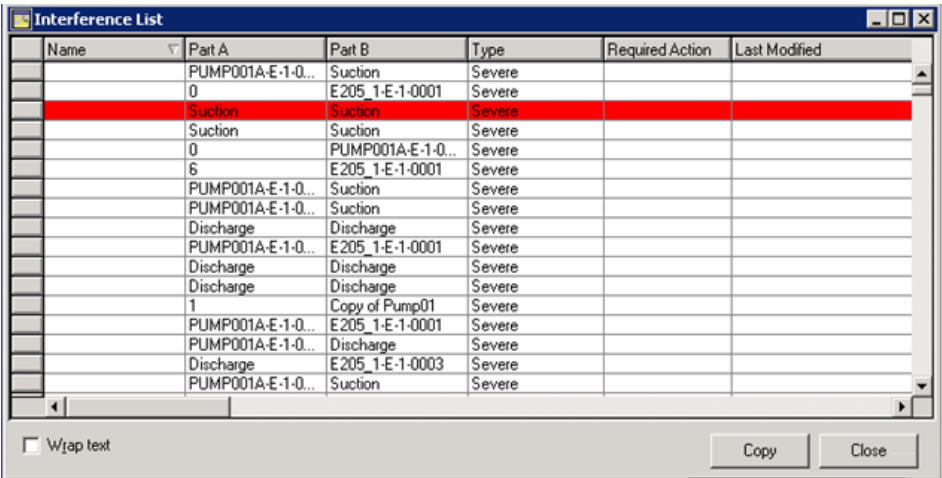 Interference List
Name Part A Part B Type Required Action Last Modified
PUMP001A-E-1-0... Suction Severe
0 E205_1-E-1-0001 Severe
Suction Suction Severe
Suction Suction Severe
0 PUMP001A-E-1-0... Severe
6 E205_1-E-1-0001 Severe
PUMP001A-E-1-0... Suction Severe
PUMP001A-E-1-0... Suction Severe
Discharge Discharge Severe
PUMP001A-E-1-0... E205_1-E-1-0001 Severe
Discharge Discharge Severe
Discharge Discharge Severe
1 Copy of Pump01 Severe
PUMP001A-E-1-0... E205_1-E-1-0001 Severe
PUMP001A-E-1-0... Discharge Severe
Discharge E205_1-E-1-0003 Severe
PUMP001A-E-1-0... Suction Severe
Wrap text Copy Close